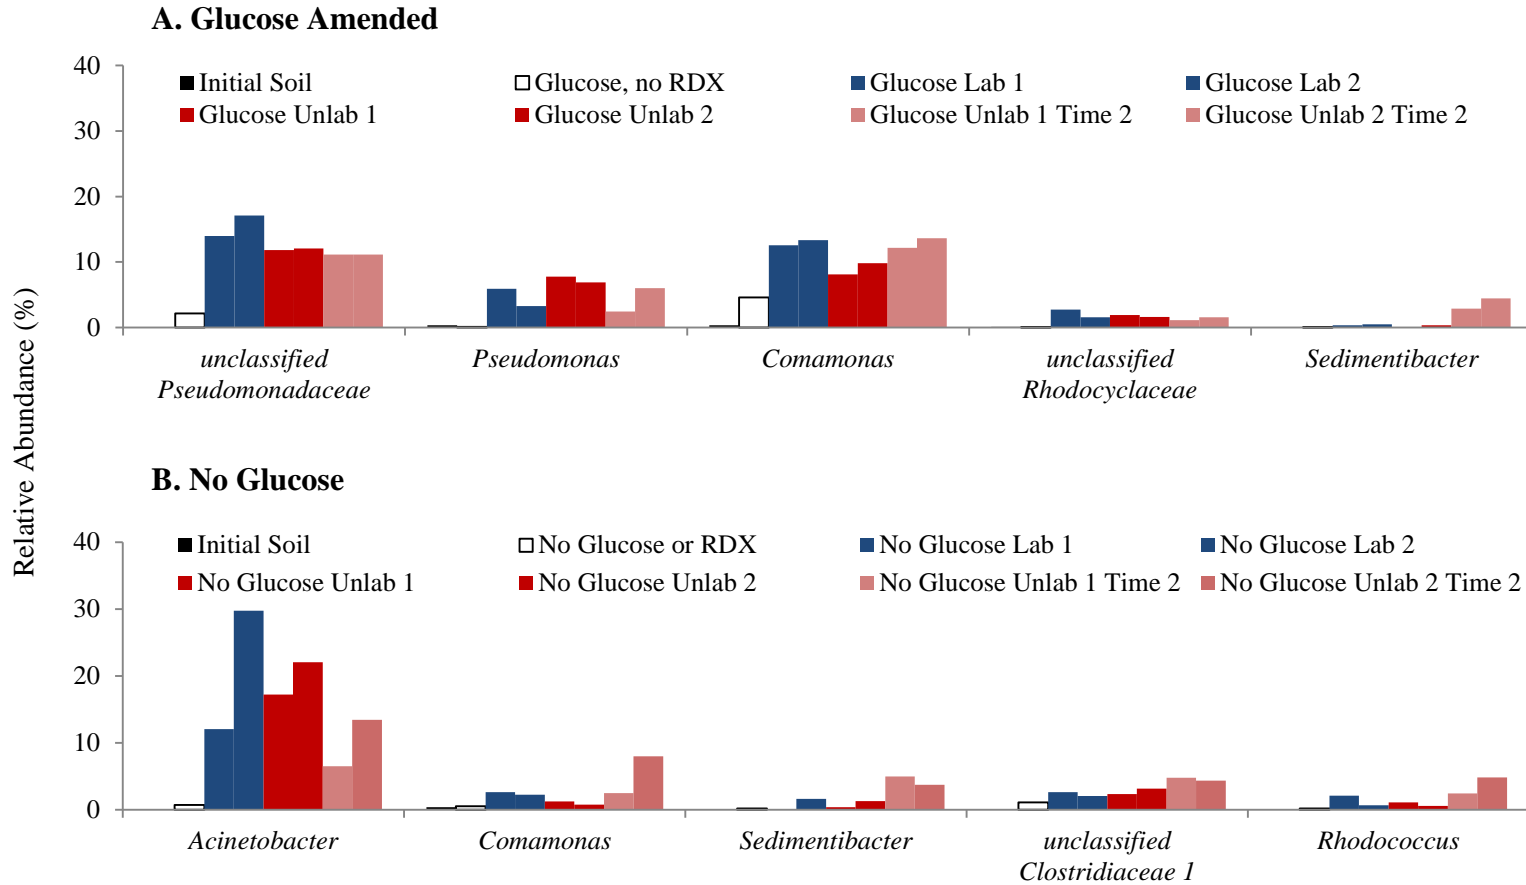 A. Glucose Amended
40
30
20
10
0
Initial Soil
Glucose, no RDX
Glucose Lab 1
Glucose Lab 2
Glucose Unlab 1
Glucose Unlab 2
Glucose Unlab 1 Time 2
Glucose Unlab 2 Time 2
unclassified
Pseudomonadaceae
Pseudomonas
Comamonas
unclassified
Rhodocyclaceae
Sedimentibacter
Relative Abundance (%)
B. No Glucose
40
30
20
10
0
Initial Soil
No Glucose or RDX
No Glucose Lab 1
No Glucose Lab 2
No Glucose Unlab 1
No Glucose Unlab 2
No Glucose Unlab 1 Time 2
No Glucose Unlab 2 Time 2
Acinetobacter
Comamonas
Sedimentibacter
unclassified
Clostridiaceae 1
Rhodococcus